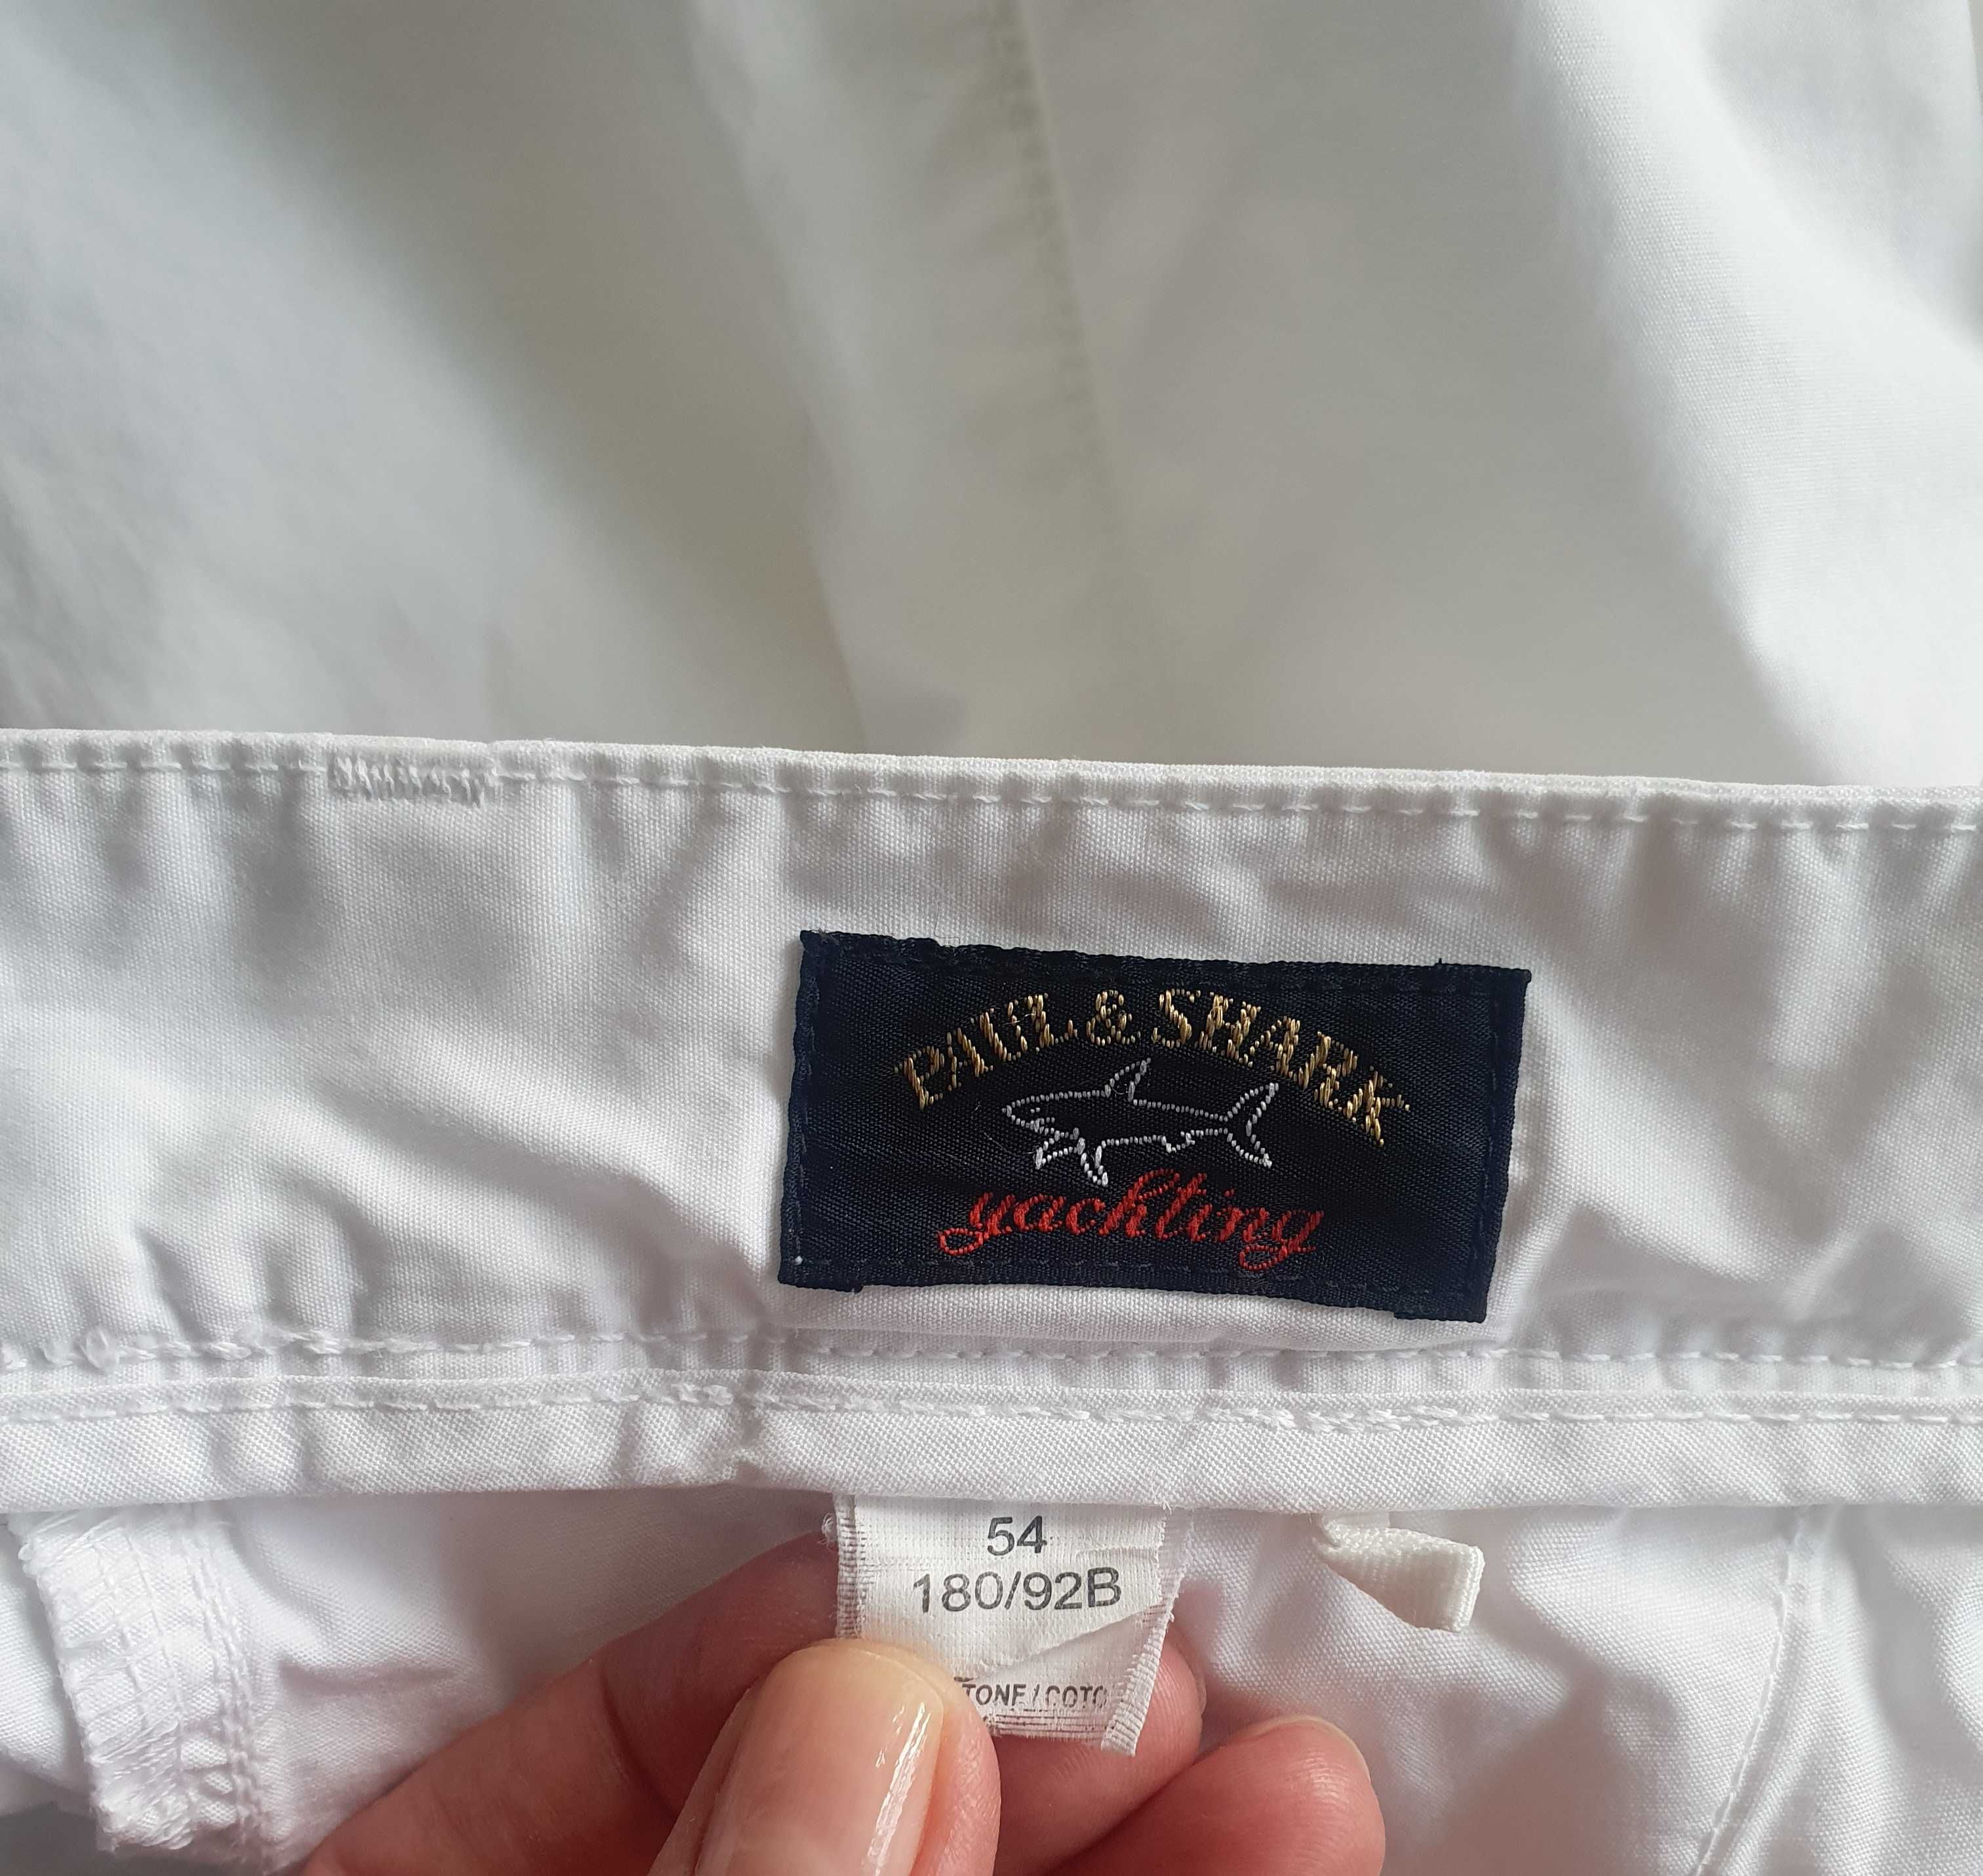 PAUL & SHARK
yachting
54
180/92B